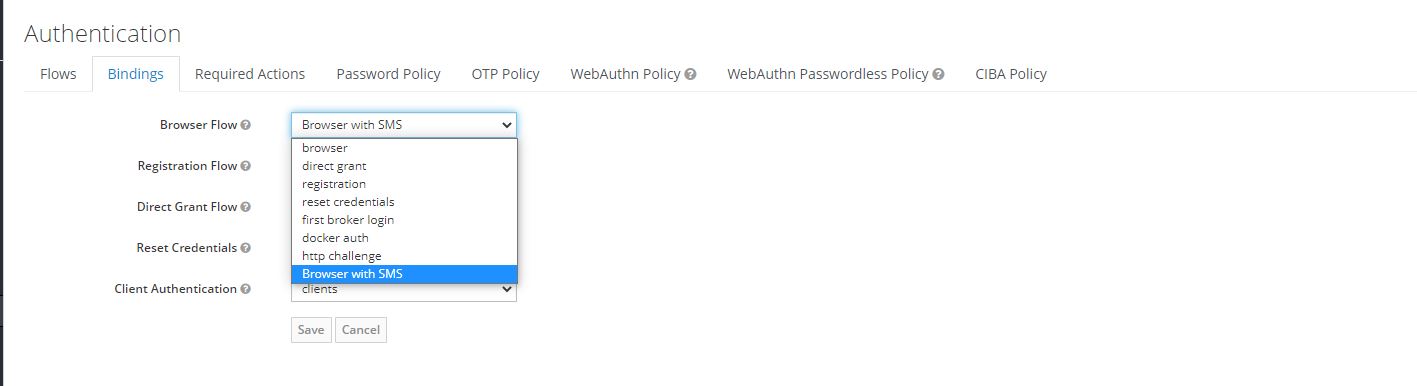 Authentication
Flows Bindings Required Actions Password Policy OTP Policy WebAuthn Policy WebAuthn Passwordless Policy CIBA Policy
Browser Flow Browser with SMS
browser
direct grant
Registration Flow registration
reset credentials
Direct Grant Flow
first broker login
docker auth
Reset Credentials
http challenge
Browser with SMS
Client Authentication clients
Save Cancel